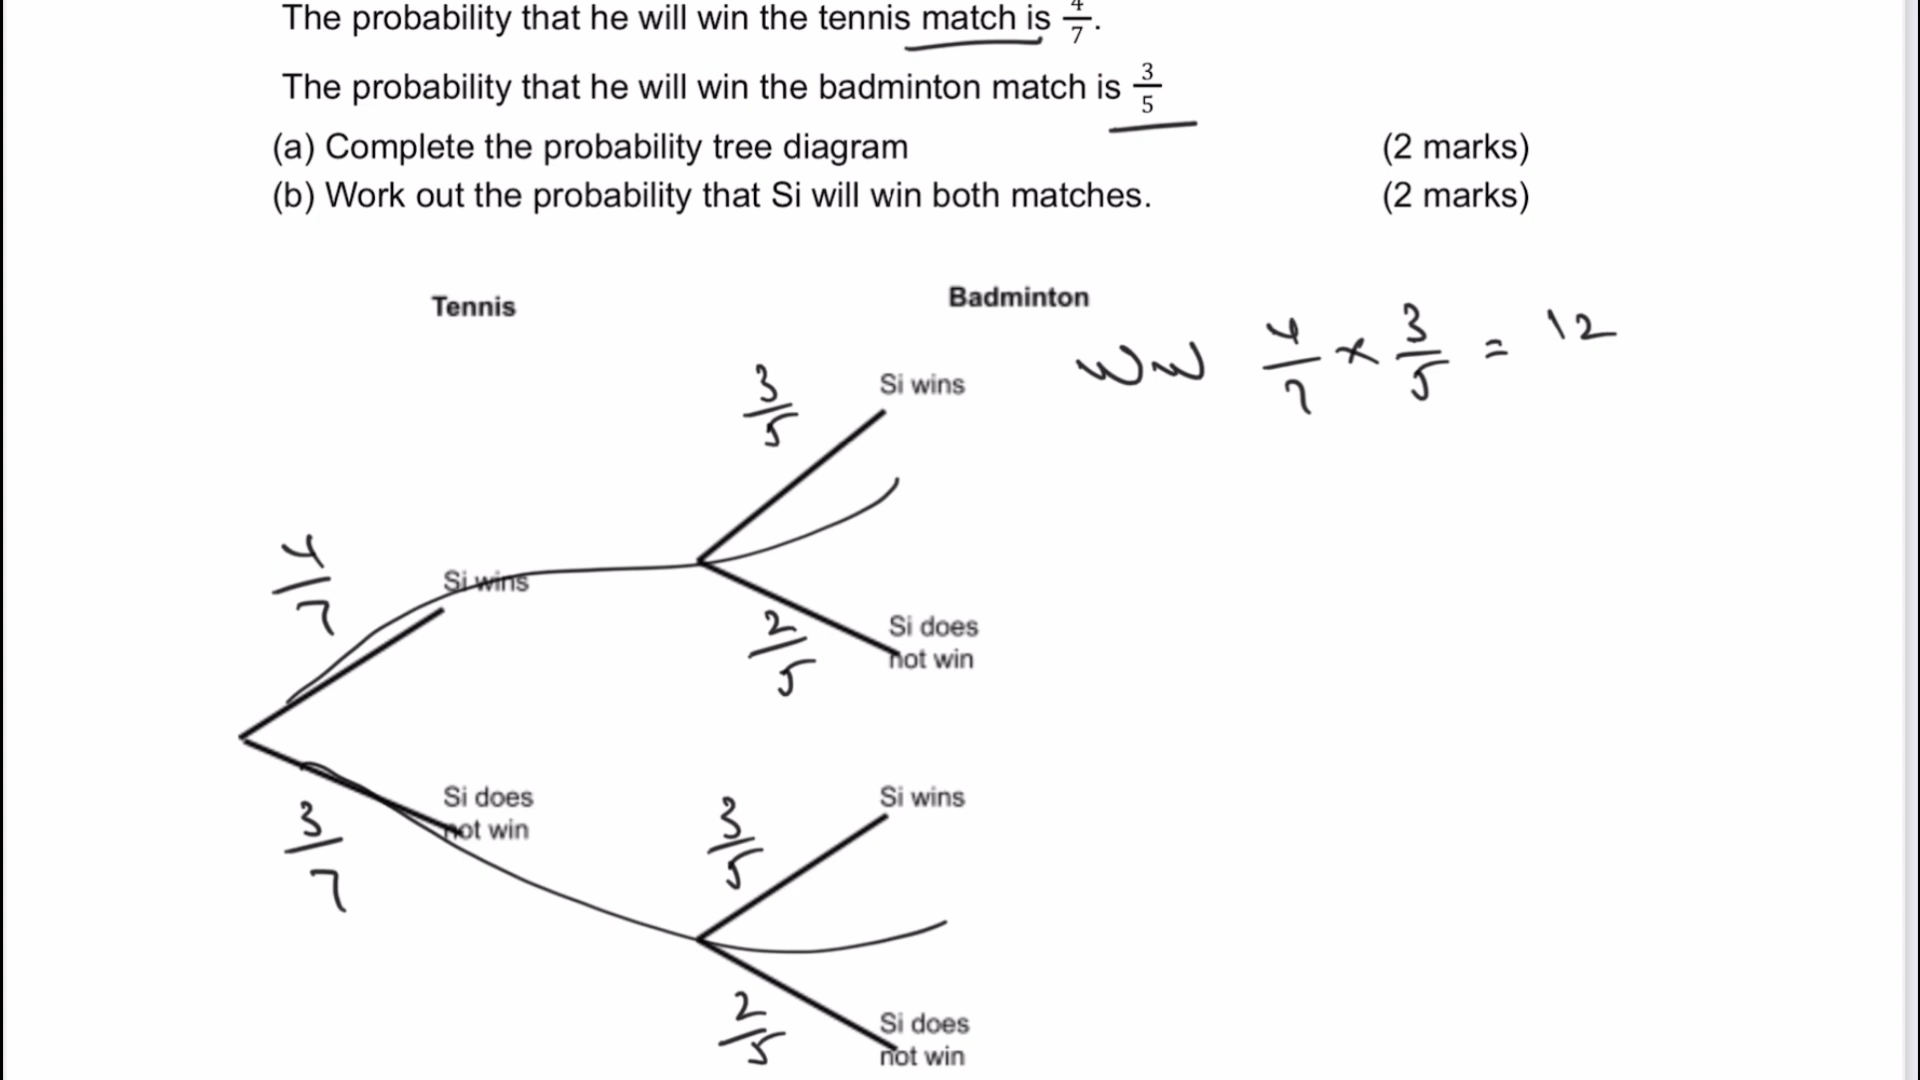 The probability that he will win the tennis match is 4/7.
The probability that he will win the badminton match is 3/5
(a) Complete the probability tree diagram (2 marks)
(b) Work out the probability that Si will win both matches. (2 marks)
Tennis
Badminton
WW 4/7 × 3/5 = 12
3/5
Si wins
4/7
Si wins
2/5
Si does
not win
3/7
Si does
not win
3/5
Si wins
2/5
Si does
not win